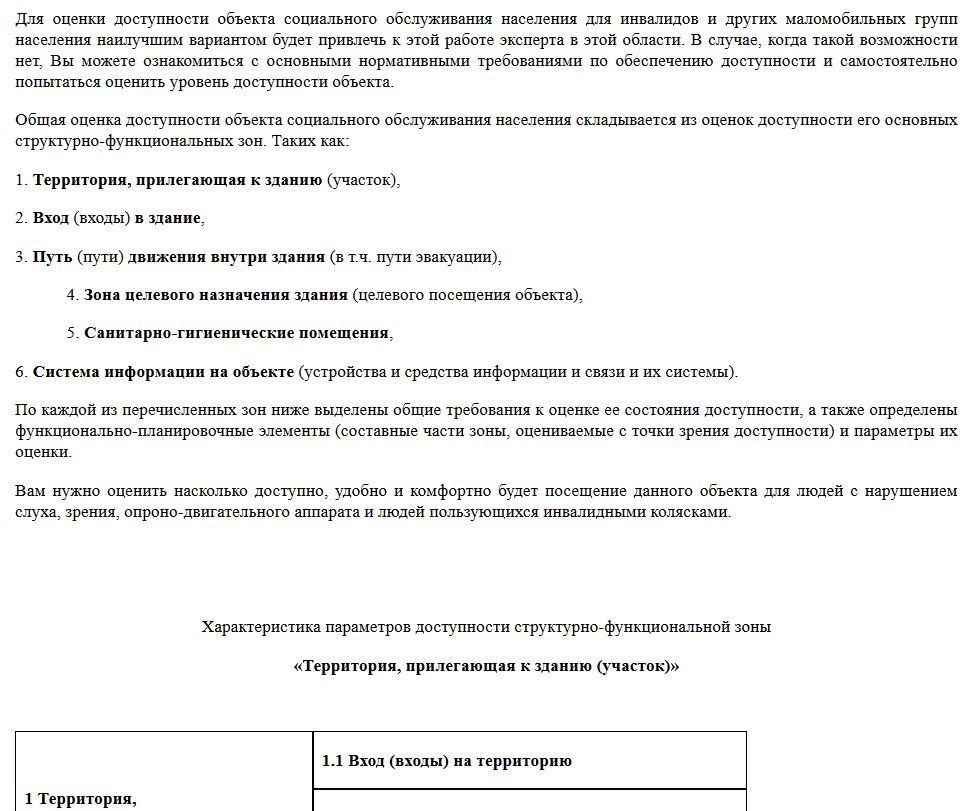 Для оценки доступности объекта социального обслуживания населения для инвалидов и других маломобильных групп
населения наилучшим вариантом будет привлечь к этой работе эксперта в этой области. В случае, когда такой возможности
нет, Вы можете ознакомиться с основными нормативными требованиями по обеспечению доступности и самостоятельно
попытаться оценить уровень доступности объекта.
Общая оценка доступности объекта социального обслуживания населения складывается из оценок доступности его основных
структурно-функциональных зон. Таких как:
1. Территория, прилегающая к зданию (участок),
2. Вход (входы) в здание,
3. Путь (пути) движения внутри здания (в т.ч. пути эвакуации),
4. Зона целевого назначения здания (целевого посещения объекта),
5. Санитарно-гигиенические помещения,
6. Система информации на объекте (устройства и средства информации и связи и их системы).
По каждой из перечисленных зон ниже выделены общие требования к оценке ее состояния доступности, а также определены
функционально-планировочные элементы (составные части зоны, оцениваемые с точки зрения доступности) и параметры их
оценки.
Вам нужно оценить насколько доступно, удобно и комфортно будет посещение данного объекта для людей с нарушением
слуха, зрения, опроно-двигательного аппарата и людей пользующихся инвалидными колясками.
Характеристика параметров доступности структурно-функциональной зоны
«Территория, прилегающая к зданию (участок)»
1.1 Вход (входы) на территорию
1 Территория,